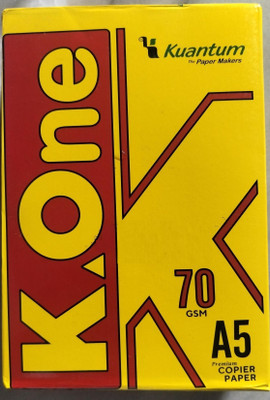 Kuantum
The Paper Makers
K.One
70
GSM
A5
Premium
COPIER
PAPER